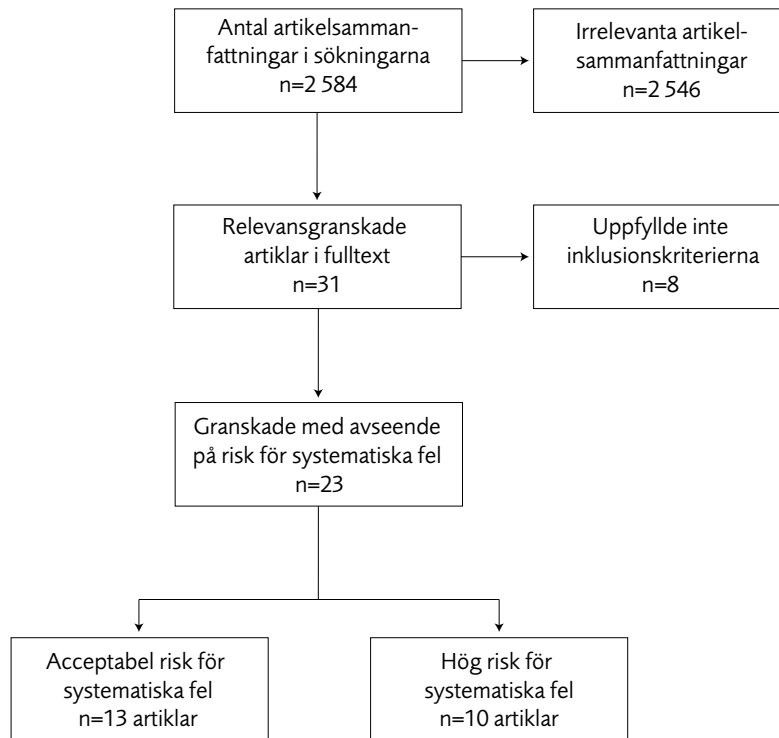 Antal artikelsamman-
fattningar i sökningarna
n=2 584
Irrelevanta artikel-
sammanfattningar
n=2 546
Relevansgranskade
artiklar i fulltext
n=31
Uppfyllde inte
inklusionskriterierna
n=8
Granskade med avseende
på risk för systematiska fel
n=23
Acceptabel risk för
systematiska fel
n=13 artiklar
Hög risk för
systematiska fel
n=10 artiklar